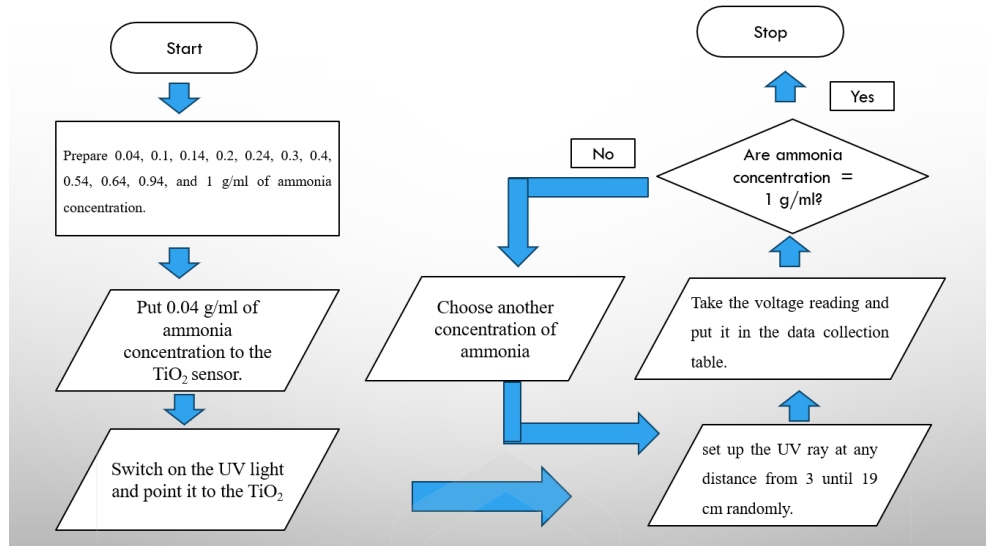 Start
Prepare 0.04, 0.1, 0.14, 0.2, 0.24, 0.3, 0.4,
0.54, 0.64, 0.94, and 1 g/ml of ammonia
concentration.
Put 0.04 g/ml of
ammonia
concentration to the
TiO₂ sensor.
Switch on the UV light
and point it to the TiO₂
set up the UV ray at any
distance from 3 until 19
cm randomly.
Take the voltage reading and
put it in the data collection
table.
Are ammonia
concentration =
1 g/ml?
No
Choose another
concentration of
ammonia
Yes
Stop